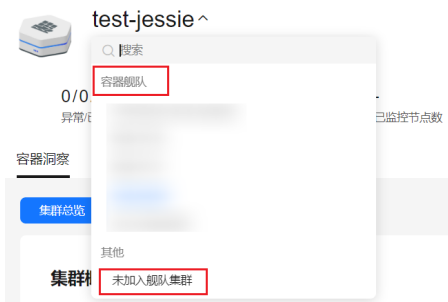 test-jessie
搜索
容器舰队
0/0
异常/
已监控节点数
容器洞察
集群总览
其他
未加入舰队集群
集群